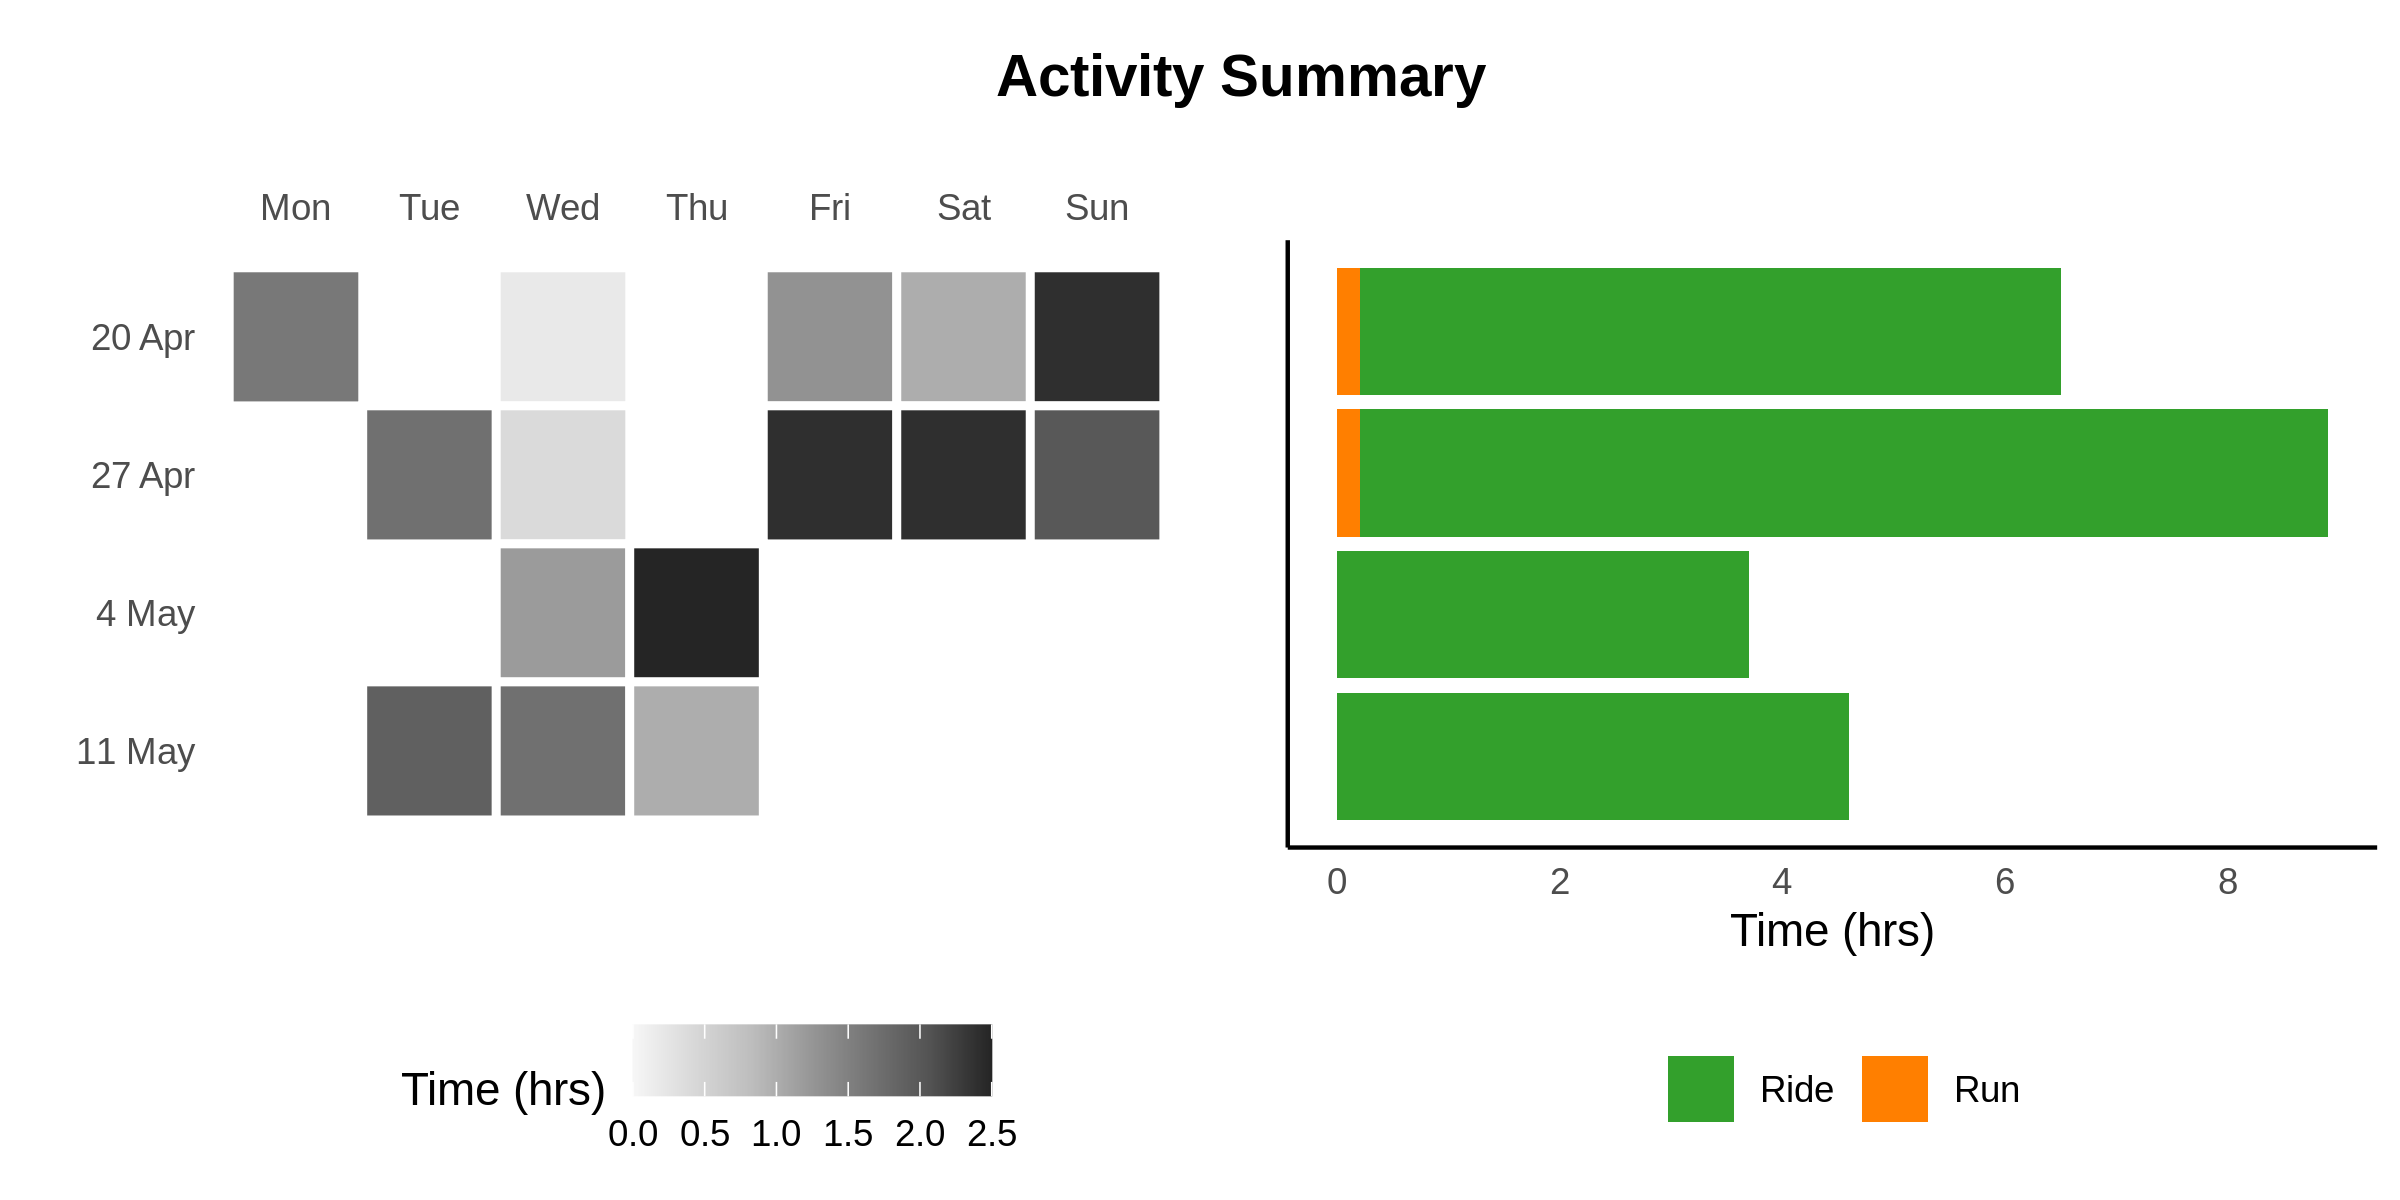 Activity Summary
Mon Tue Wed Thu Fri Sat Sun
20 Apr
27 Apr
4 May
11 May
0 2 4 6 8
Time (hrs)
Time (hrs)
0.0 0.5 1.0 1.5 2.0 2.5
Ride Run